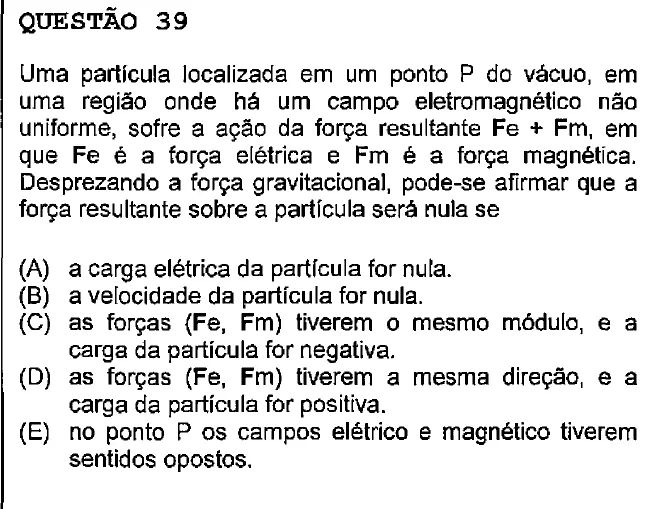 QUESTÃO 39
Uma partícula localizada em um ponto P do vácuo, em
uma região onde há um campo eletromagnético não
uniforme, sofre a ação da força resultante Fe + Fm, em
que Fe é a força elétrica e Fm é a força magnética.
Desprezando a força gravitacional, pode-se afirmar que a
força resultante sobre a partícula será nula se
(A) a carga elétrica da partícula for nula.
(B) a velocidade da partícula for nula.
(C) as forças (Fe, Fm) tiverem o mesmo módulo, e a
carga da partícula for negativa.
(D) as forças (Fe, Fm) tiverem a mesma direção, e a
carga da partícula for positiva.
(E) no ponto P os campos elétrico e magnético tiverem
sentidos opostos.